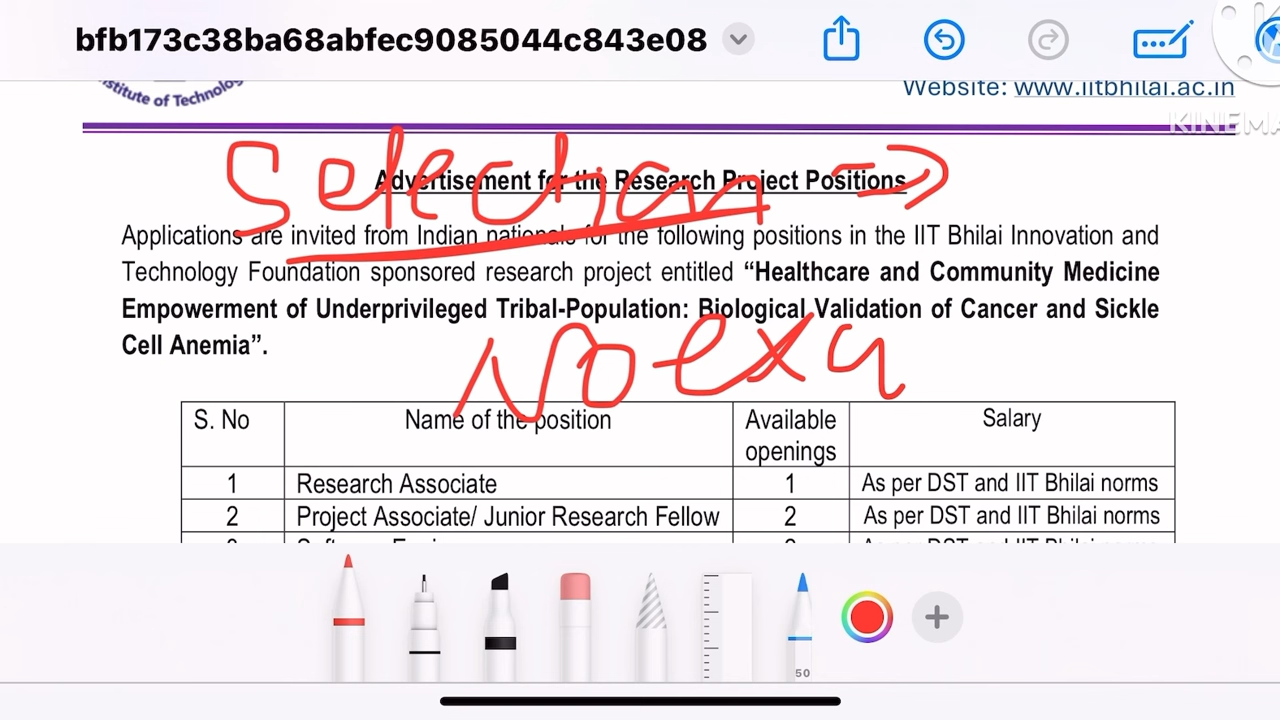 bfb173c38ba68abfec9085044c843e08
stitute of Technolog
Website: www.iitbhilai.ac.in
KINEMA
Selection
Advertisement for the Research Project Positions
Applications are invited from Indian nationals for the following positions in the IIT Bhilai Innovation and
Technology Foundation sponsored research project entitled “Healthcare and Community Medicine
Empowerment of Underprivileged Tribal-Population: Biological Validation of Cancer and Sickle
Cell Anemia”.
No exa
S. No Name of the position Available openings Salary
1 Research Associate 1 As per DST and IIT Bhilai norms
2 Project Associate/ Junior Research Fellow 2 As per DST and IIT Bhilai norms
50